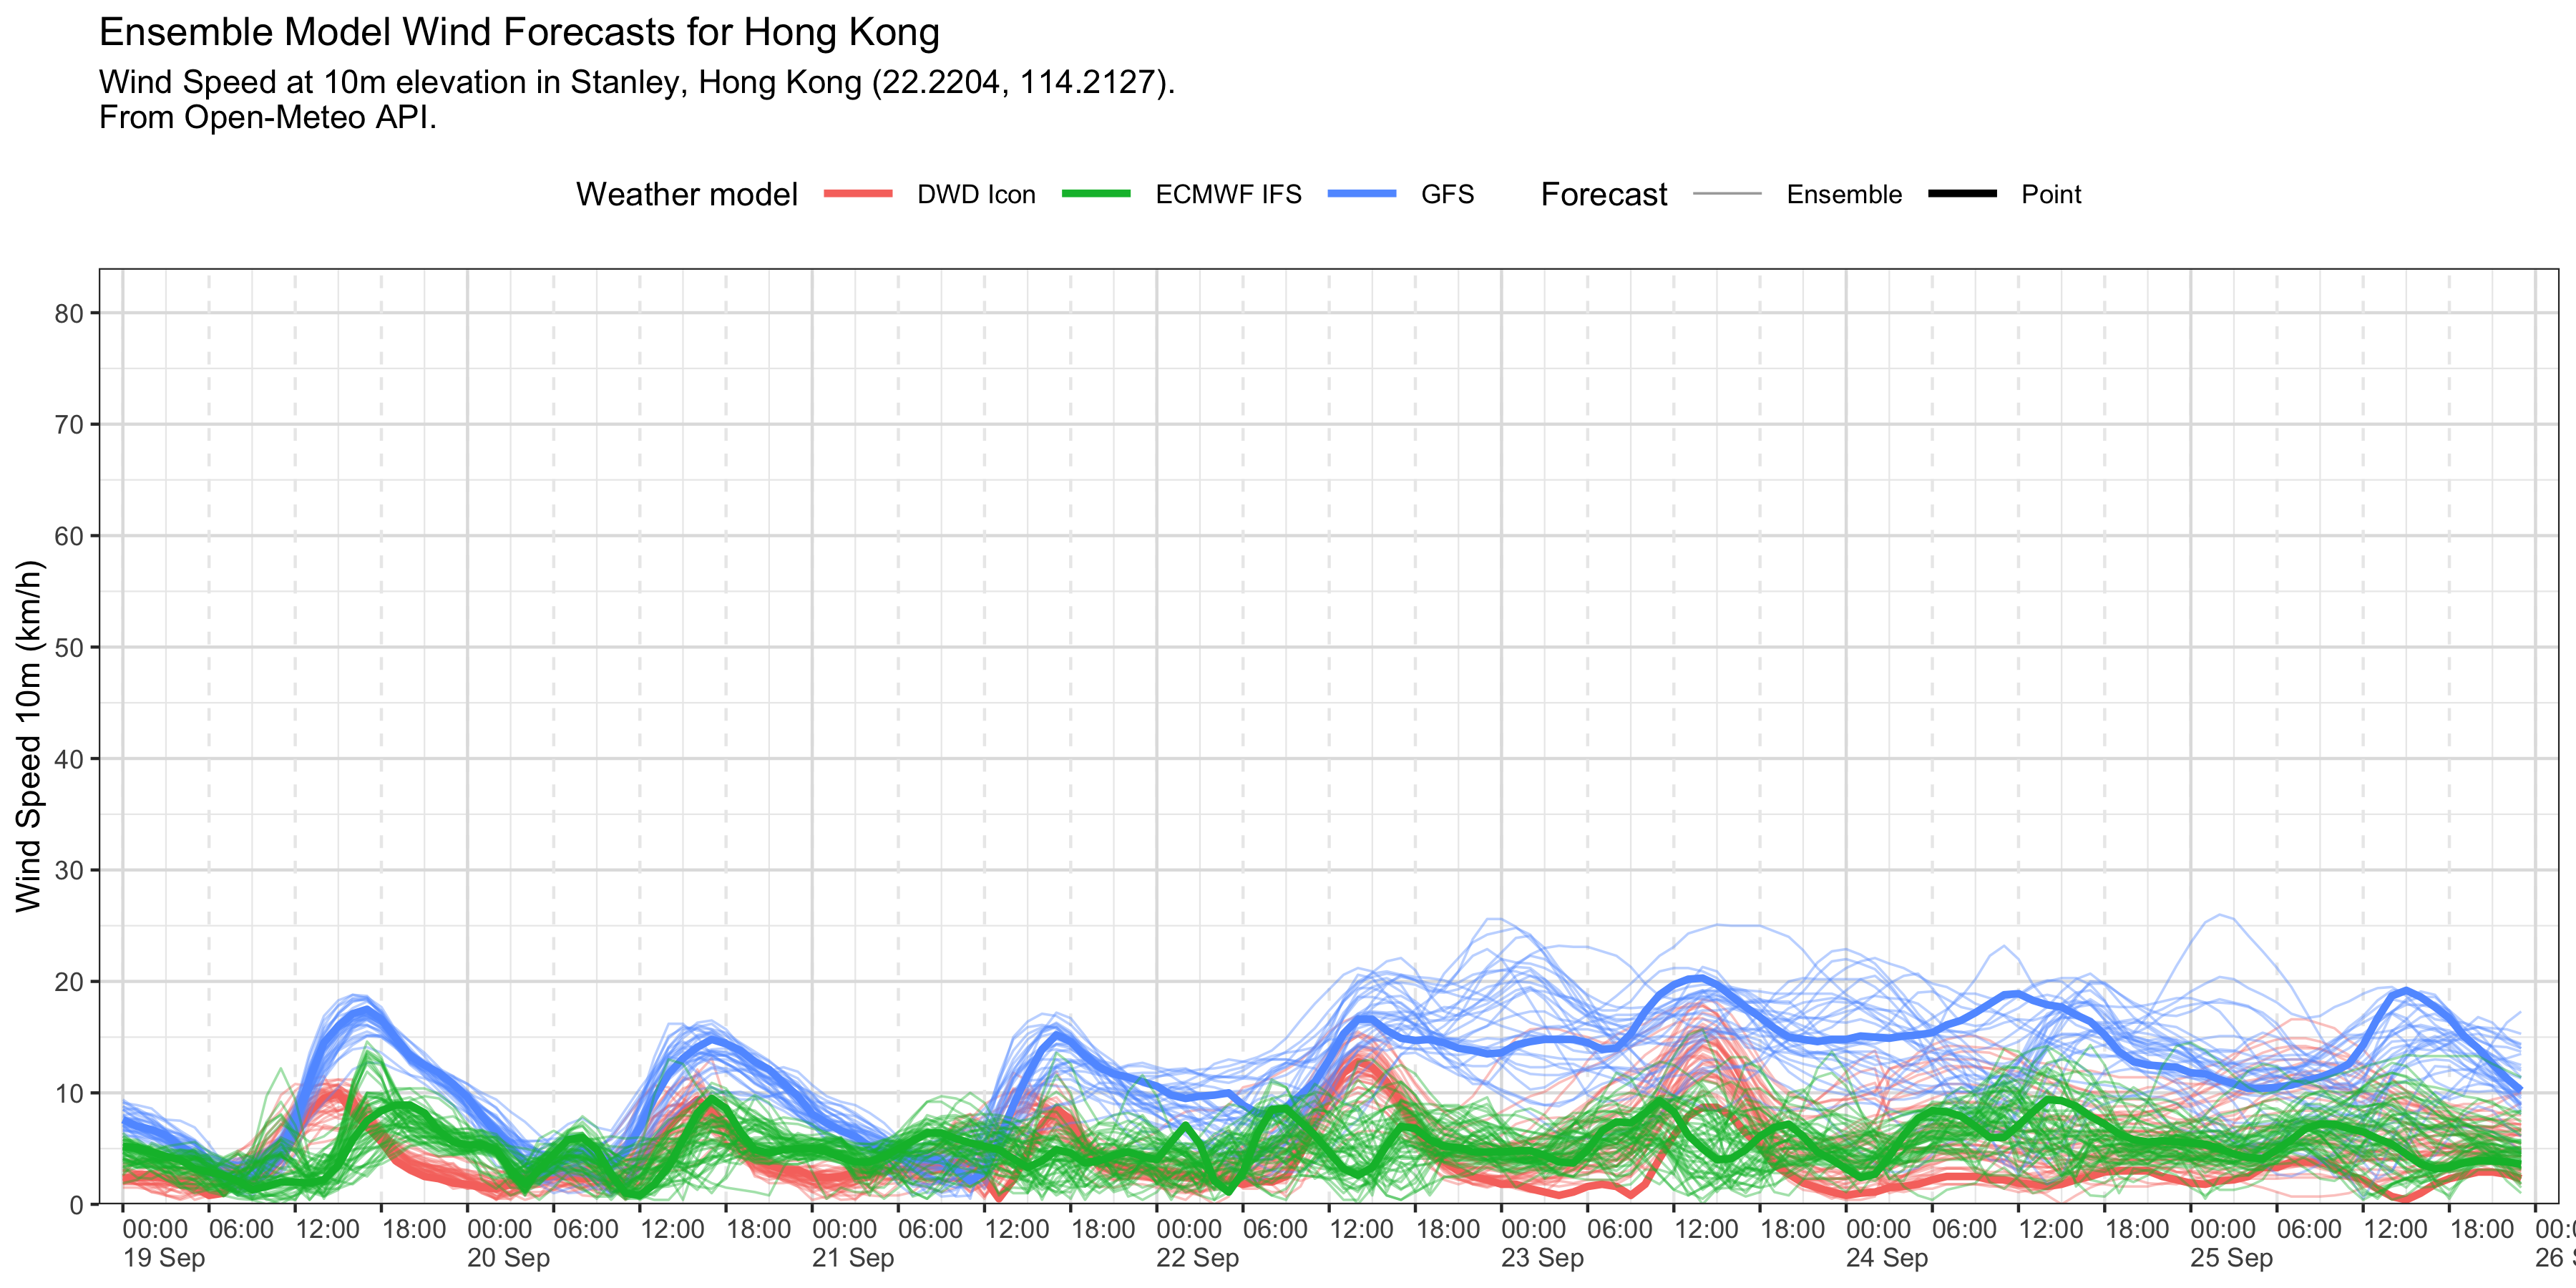 Ensemble Model Wind Forecasts for Hong Kong
Wind Speed at 10m elevation in Stanley, Hong Kong (22.2204, 114.2127).
From Open-Meteo API.
Weather model DWD Icon ECMWF IFS GFS Forecast Ensemble Point
Wind Speed 10m (km/h)
80
70
60
50
40
30
20
10
0
00:00 06:00 12:00 18:00 00:00 06:00 12:00 18:00 00:00 06:00 12:00 18:00 00:00 06:00 12:00 18:00 00:00 06:00 12:00 18:00 00:00 06:00 12:00 18:00 00:00 06:00 12:00 18:00 00:0
19 Sep 20 Sep 21 Sep 22 Sep 23 Sep 24 Sep 25 Sep 26 S